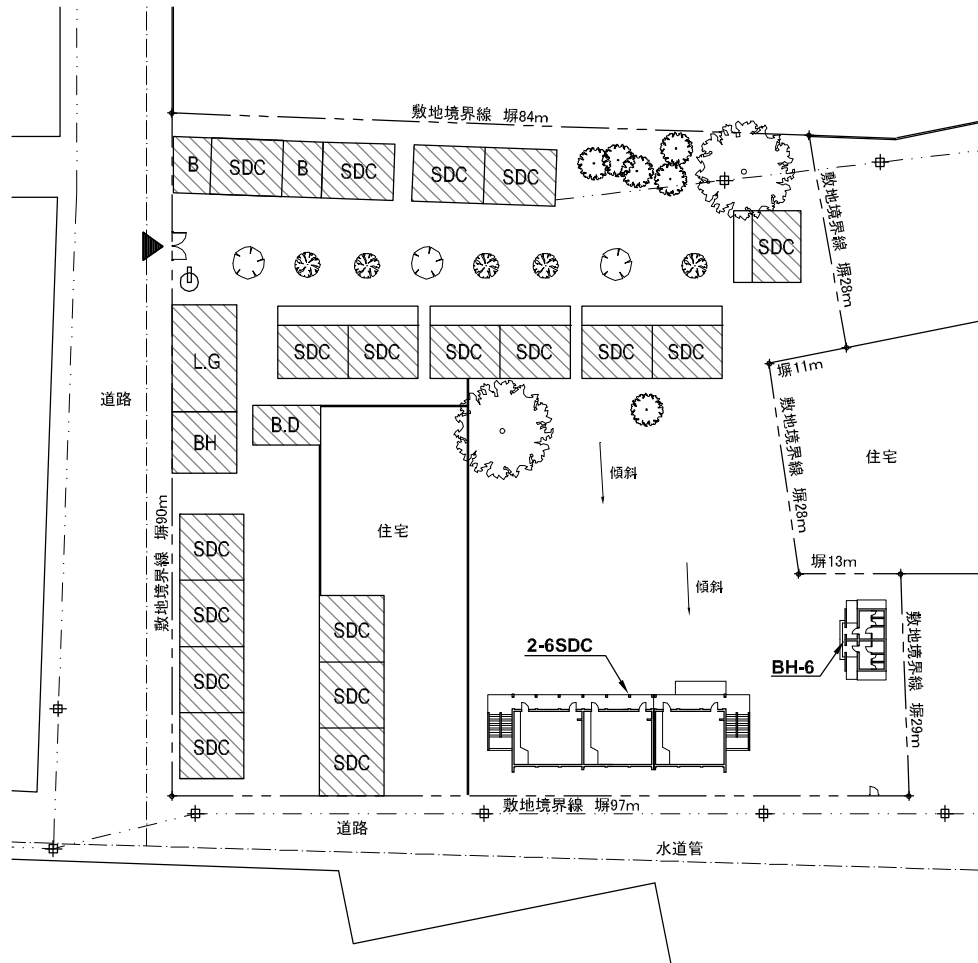 敷地境界線 塀84m
B
SDC
B
SDC
SDC
SDC
敷地境界線 塀28m
SDC
L.G
SDC
SDC
SDC
SDC
SDC
SDC
塀11m
道路
B.D
BH
傾斜
敷地境界線 塀28m
住宅
敷地境界線 塀90m
住宅
SDC
塀13m
傾斜
SDC
SDC
2-6SDC
BH-6
敷地境界線 塀29m
SDC
SDC
SDC
SDC
敷地境界線 塀97m
道路
水道管